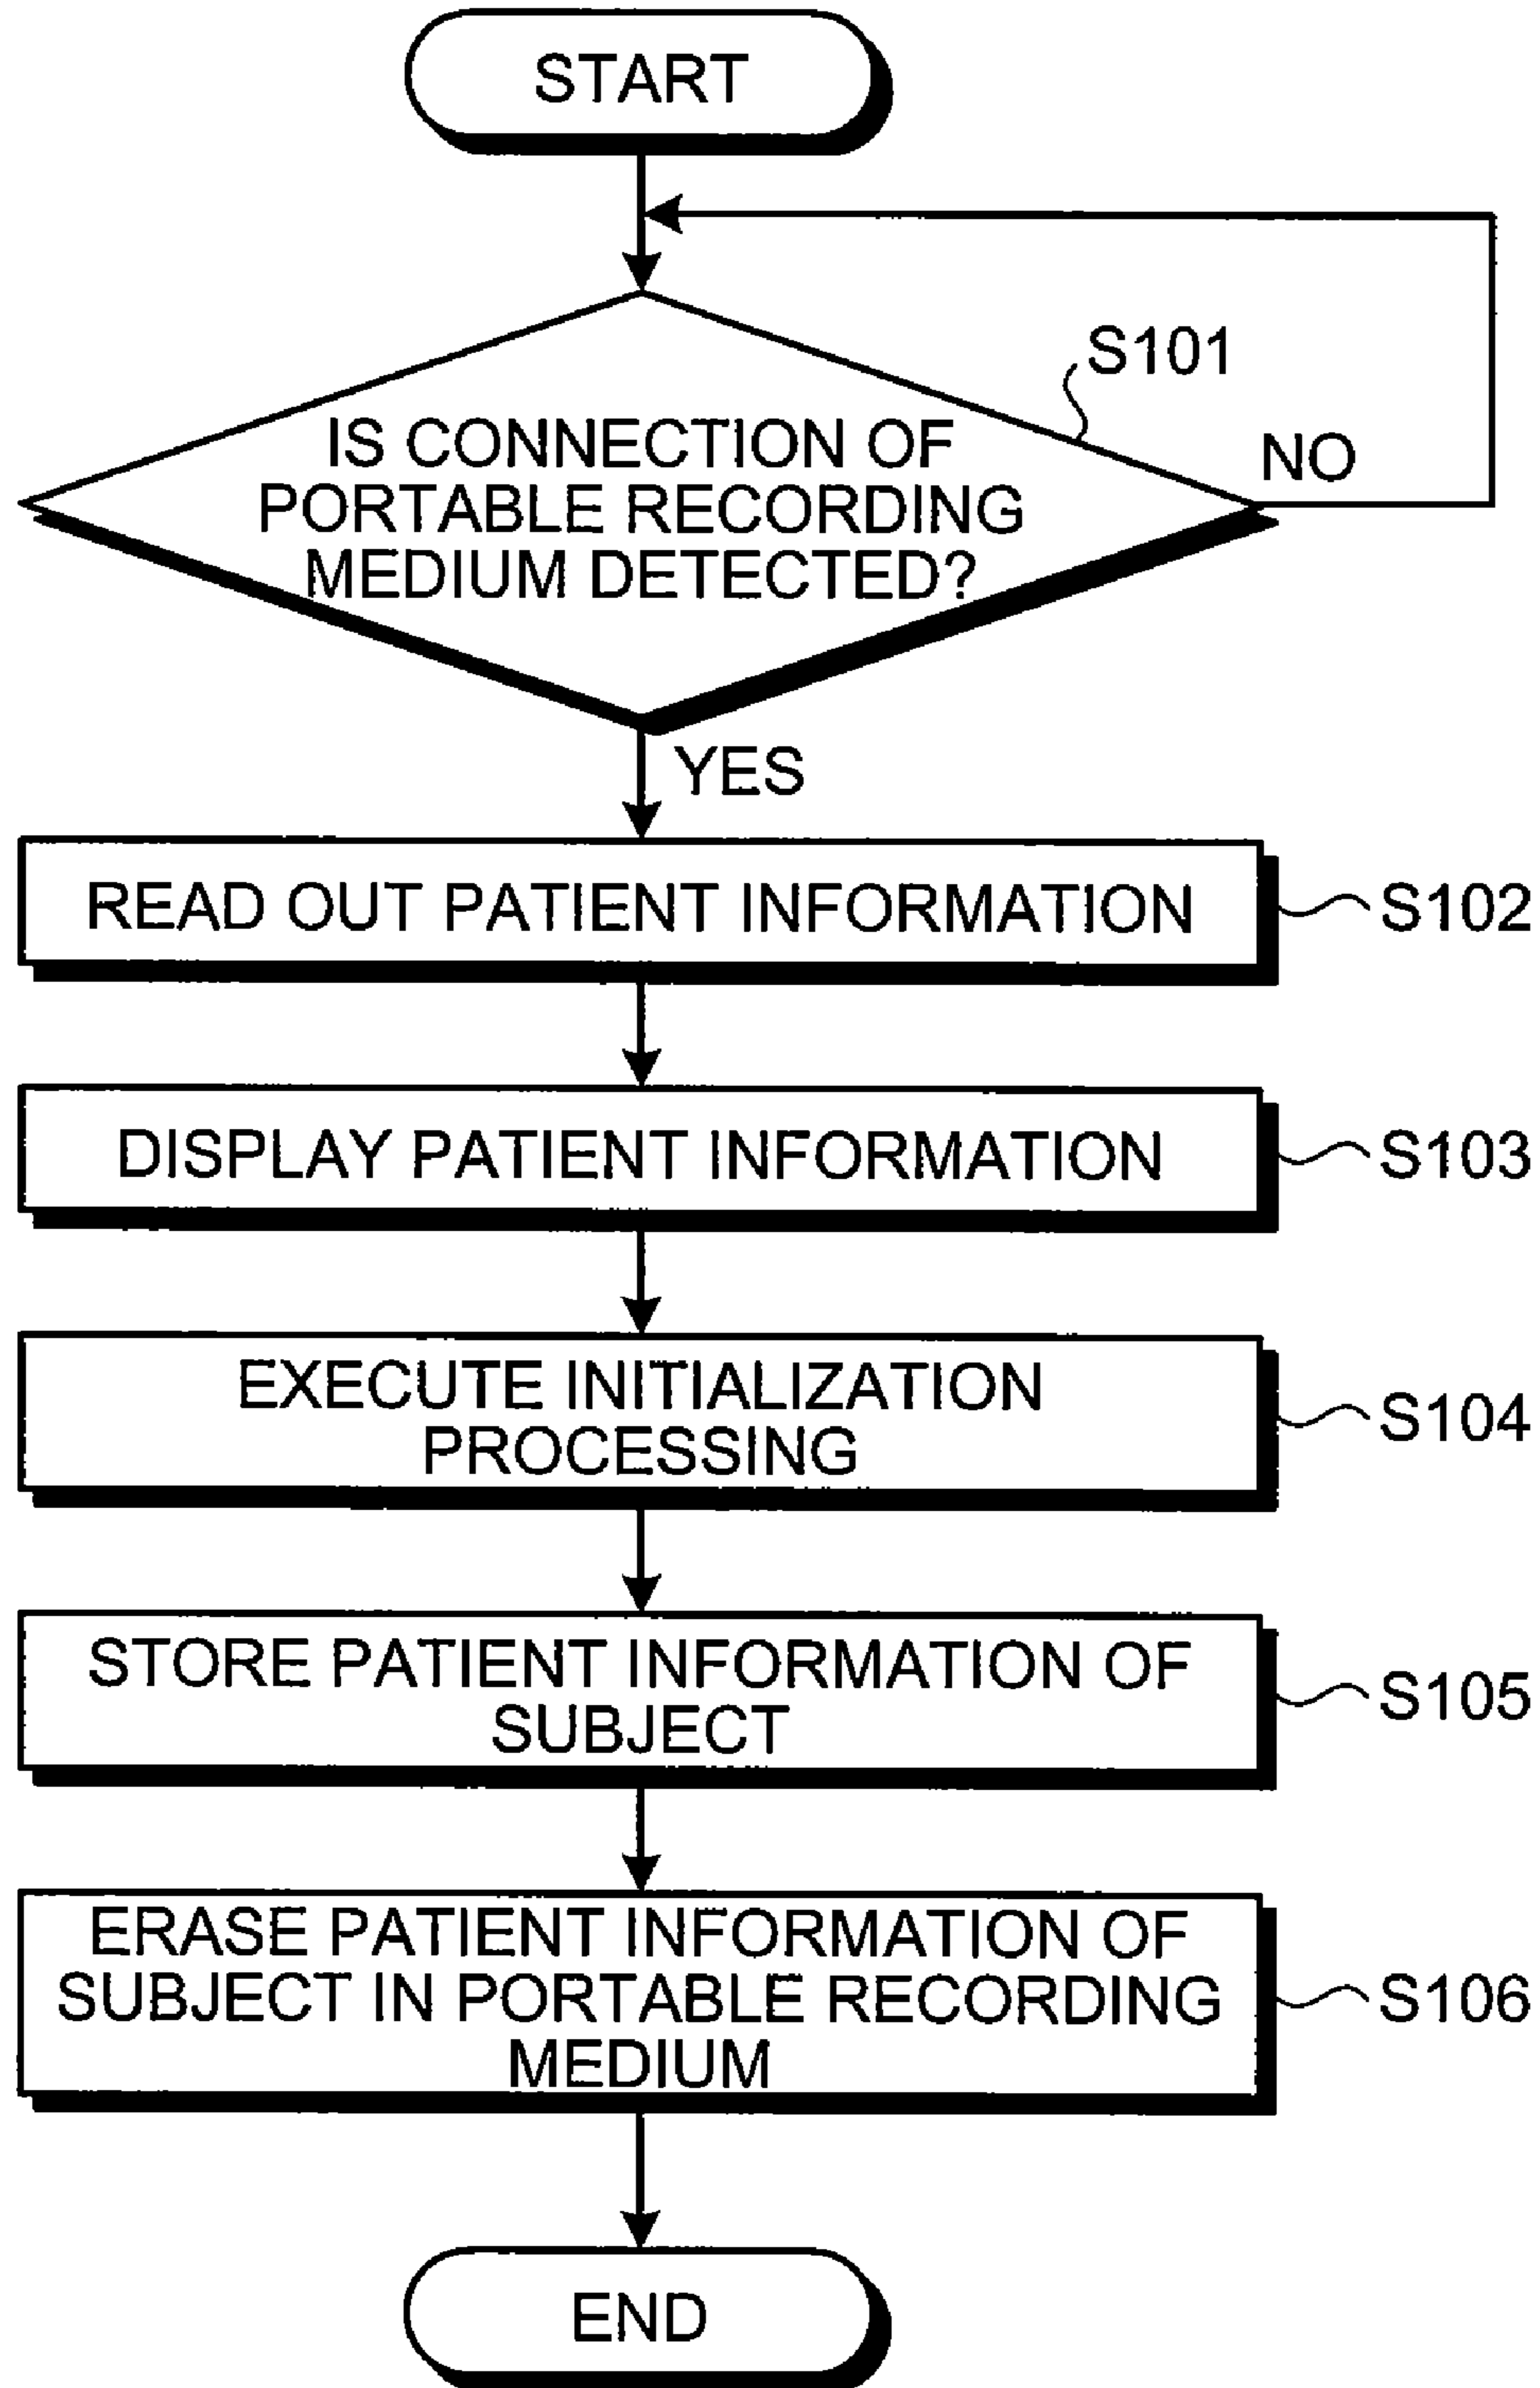 START
S101
IS CONNECTION OF
PORTABLE RECORDING
MEDIUM DETECTED?
NO
YES
READ OUT PATIENT INFORMATION
S102
DISPLAY PATIENT INFORMATION
S103
EXECUTE INITIALIZATION
PROCESSING
S104
STORE PATIENT INFORMATION OF
SUBJECT
S105
ERASE PATIENT INFORMATION OF
SUBJECT IN PORTABLE RECORDING
MEDIUM
S106
END